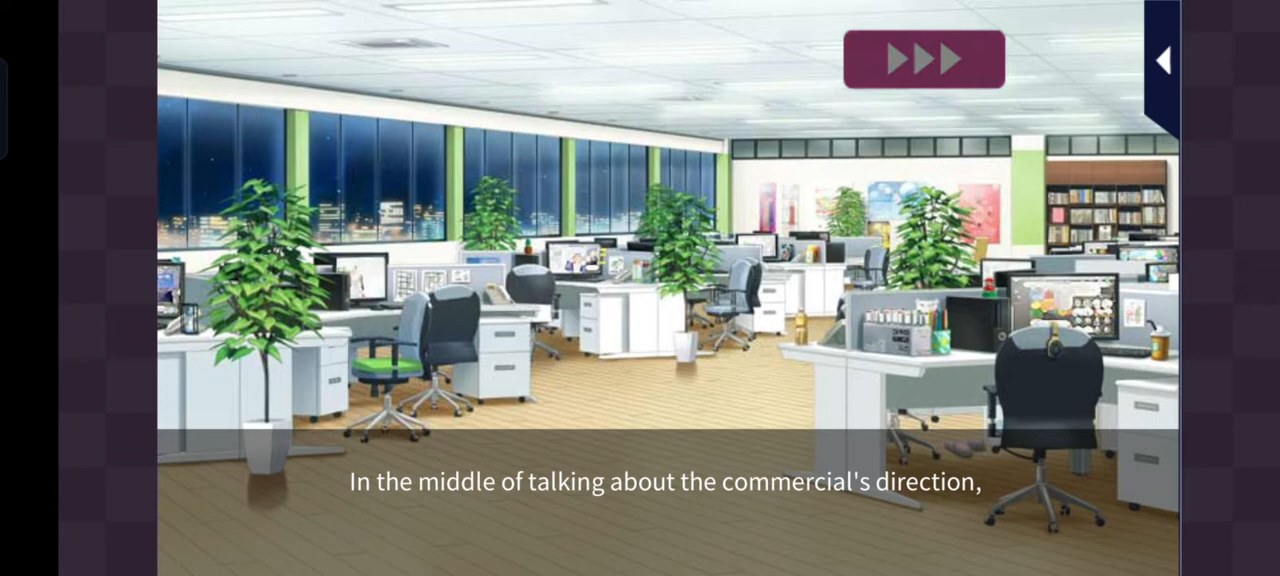 In the middle of talking about the commercial's direction,